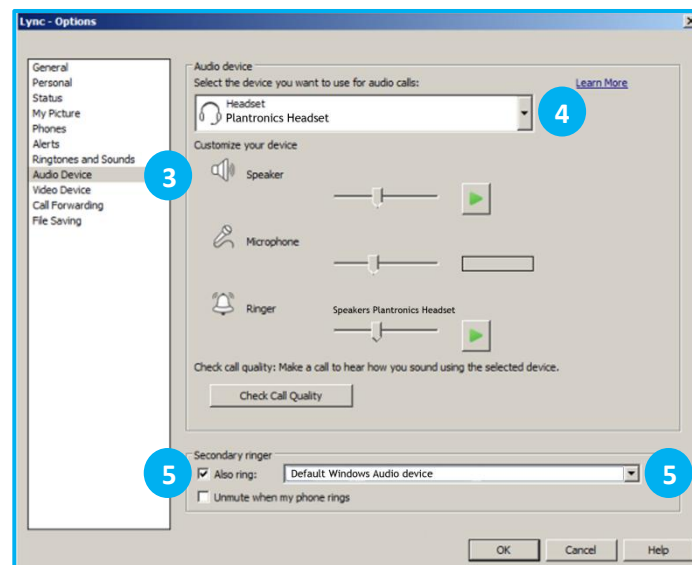 Lync - Options
General
Personal
Status
My Picture
Phones
Alerts
Ringtones and Sounds
Audio Device
Video Device
Call Forwarding
File Saving
3
Audio device
Select the device you want to use for audio calls:
Learn More
Headset
Plantronics Headset
4
Customize your device
Speaker
Microphone
Ringer
Speakers Plantronics Headset
Check call quality: Make a call to hear how you sound using the selected device.
Check Call Quality
Secondary ringer
5
Also ring:
Default Windows Audio device
5
Unmute when my phone rings
OK
Cancel
Help